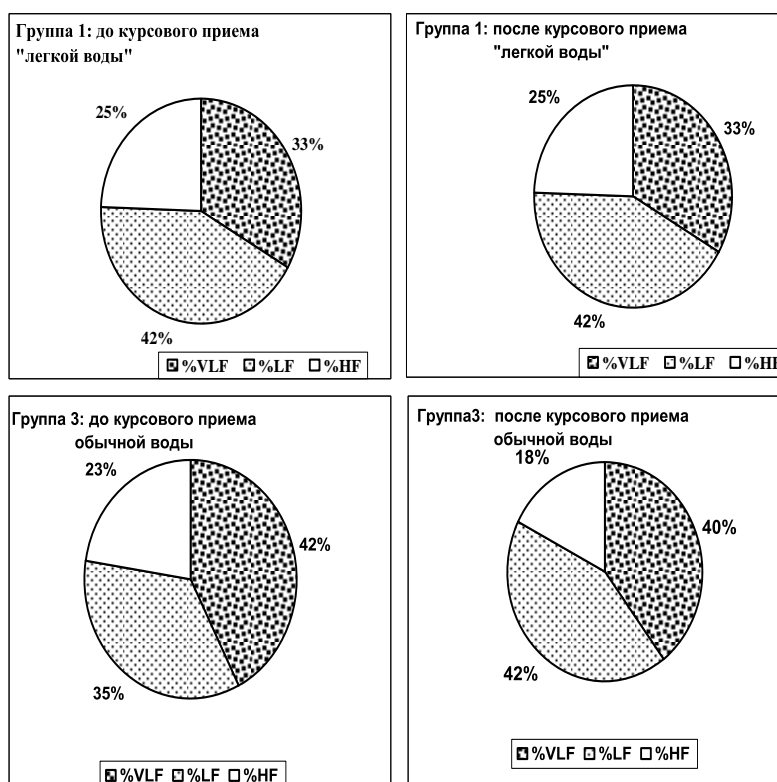 Группа 1: до курсового приема
"легкой воды"
25%
33%
42%
%VLF %LF %HF
Группа 1: после курсового приема
"легкой воды"
25%
33%
42%
%VLF %LF %HF
Группа 3: до курсового приема
обычной воды
23%
42%
35%
%VLF %LF %HF
Группа3: после курсового приема
обычной воды
18%
40%
42%
%VLF %LF %HF